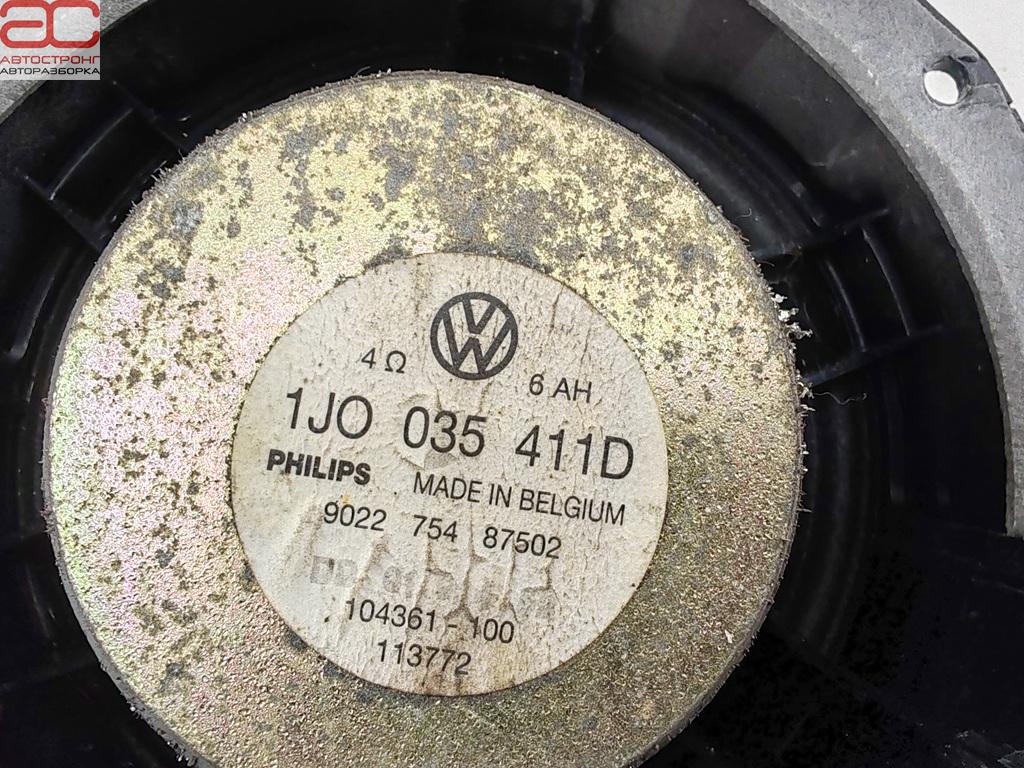 ас
АВТОСТРОНГ
АВТОРАЗБОРКА
VW
4 Ω 6 AH
1JO 035 411D
PHILIPS MADE IN BELGIUM
9022 754 87502
104361 - 100
113772